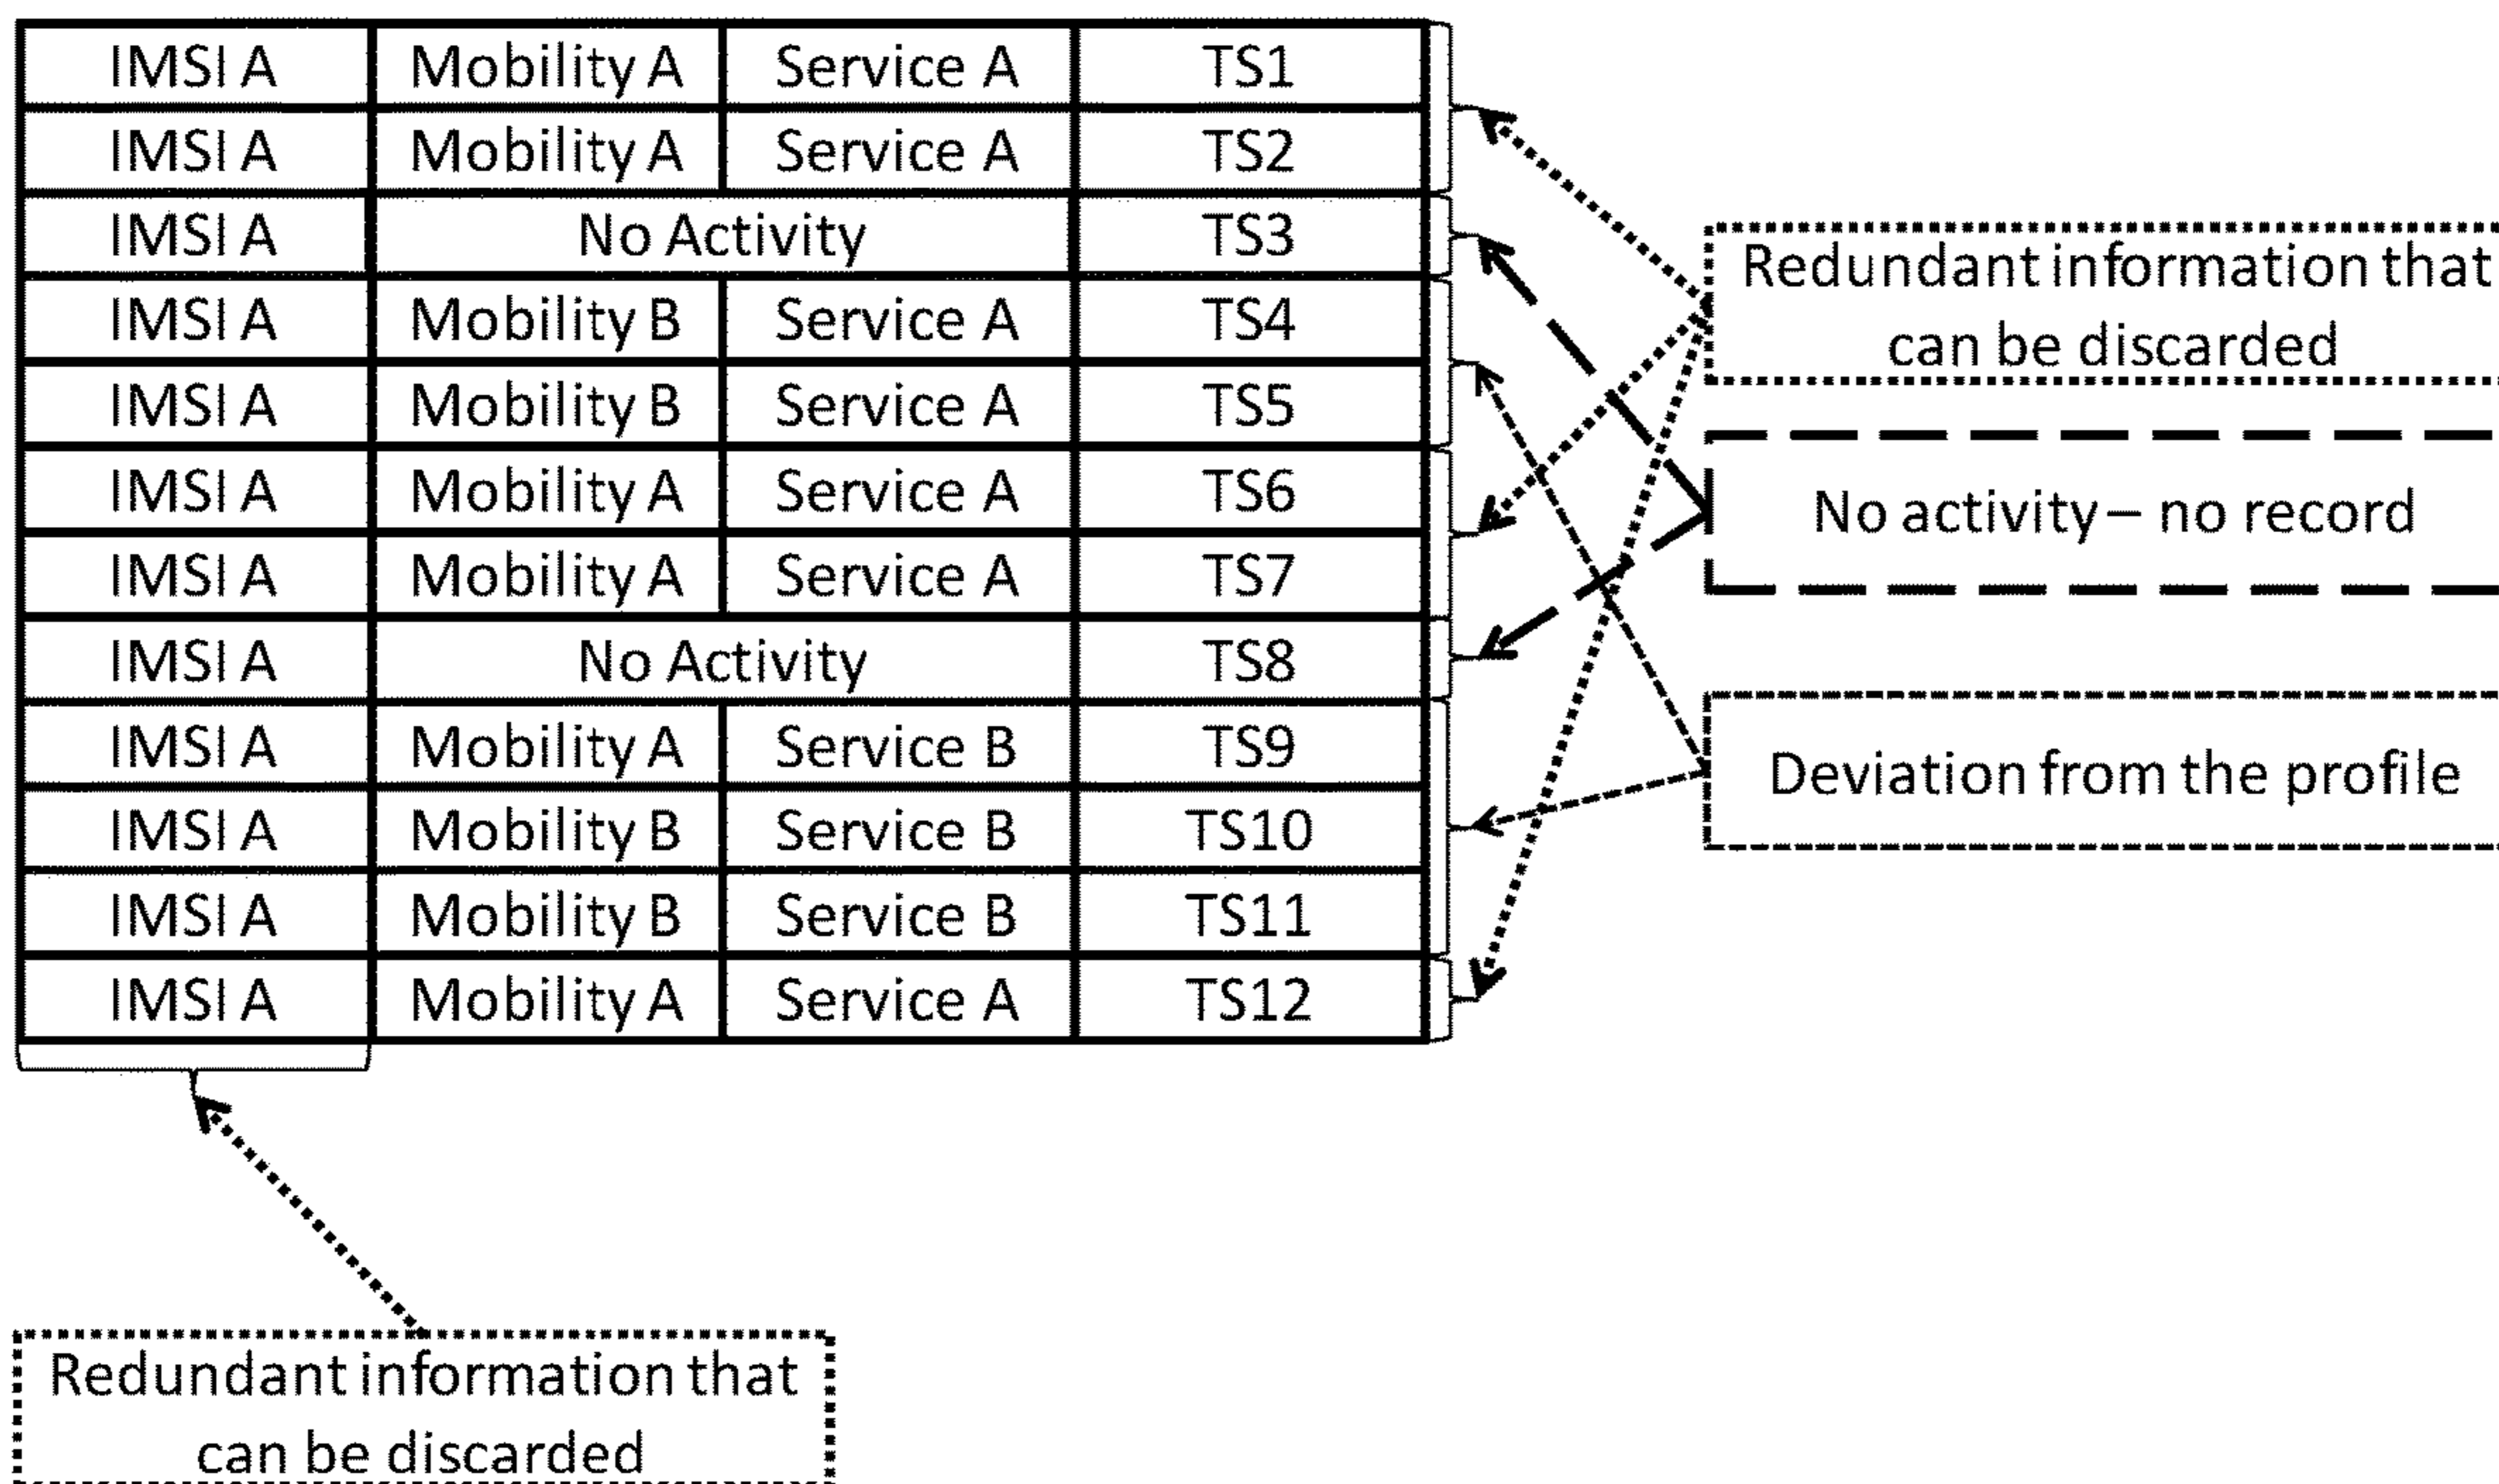 IMSI A Mobility A Service A TS1
IMSI A Mobility A Service A TS2
IMSI A No Activity TS3
IMSI A Mobility B Service A TS4
IMSI A Mobility B Service A TS5
IMSI A Mobility A Service A TS6
IMSI A Mobility A Service A TS7
IMSI A No Activity TS8
IMSI A Mobility A Service B TS9
IMSI A Mobility B Service B TS10
IMSI A Mobility B Service B TS11
IMSI A Mobility A Service A TS12
Redundant information that
can be discarded
No activity – no record
Deviation from the profile
Redundant information that
can be discarded